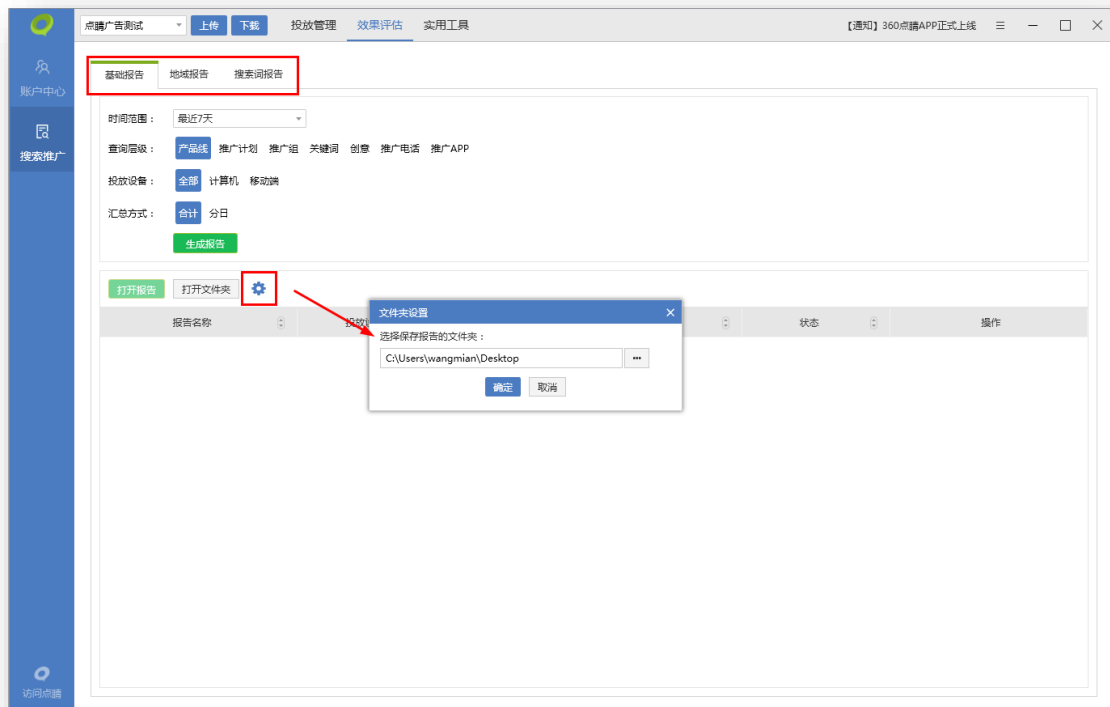 点睛广告测试 上传 下载 投放管理 效果评估 实用工具 【通知】360点睛APP正式上线
账户中心
搜索推广
基础报告 地域报告 搜索词报告
时间范围： 最近7天
查询层级： 产品线 推广计划 推广组 关键词 创意 推广电话 推广APP
投放设备： 全部 计算机 移动端
汇总方式： 合计 分日
生成报告
打开报告 打开文件夹
报告名称 投放 状态 操作
文件夹设置
选择保存报告的文件夹：
C:\Users\wangmian\Desktop ...
确定 取消
访问点睛